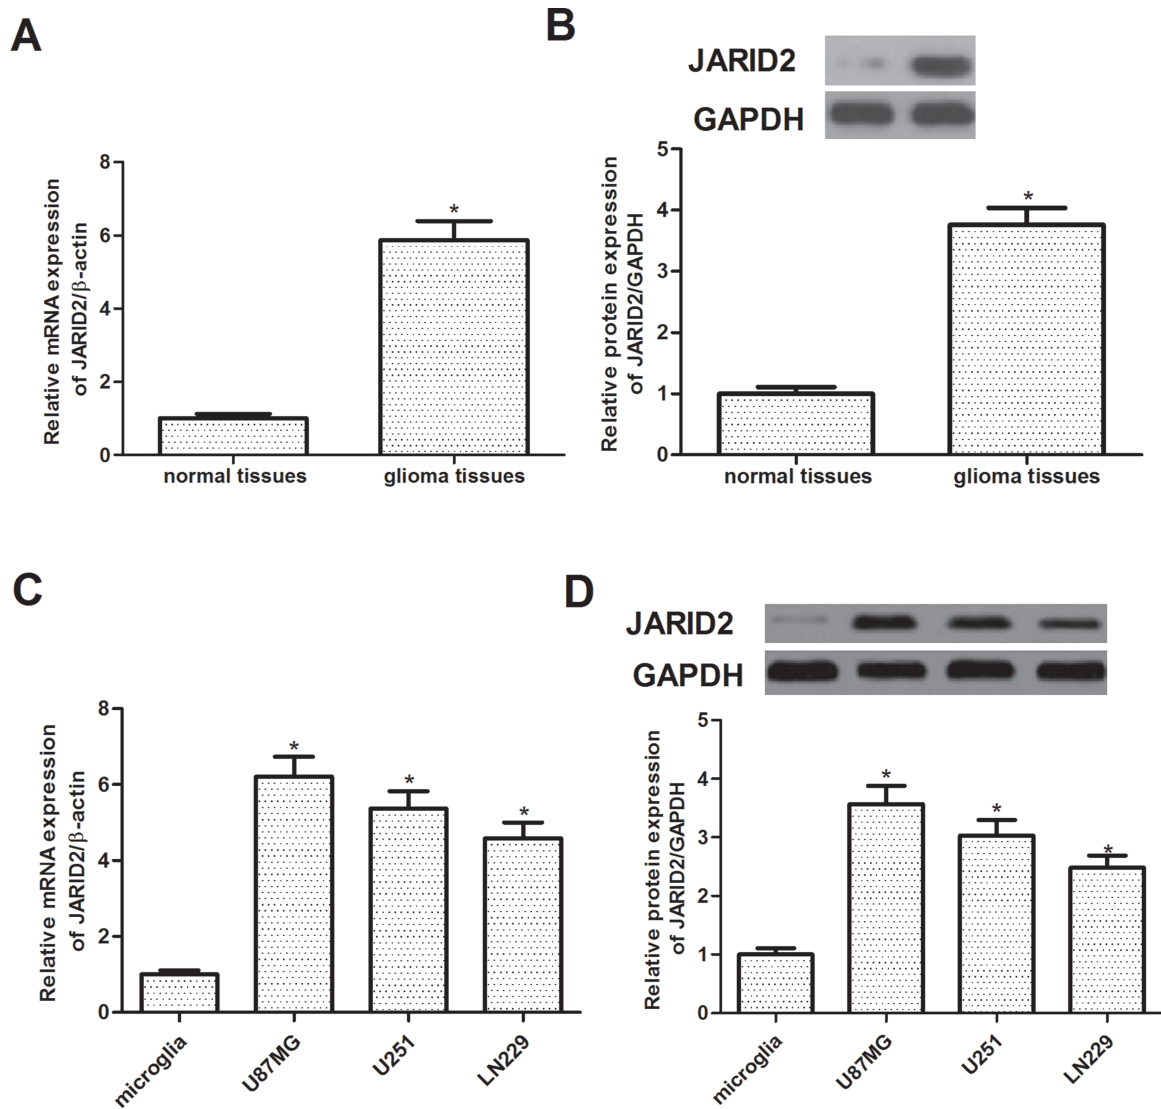 A
Relative mRNA expression
of JARID2/β-actin
8
6
4
2
0
*
normal tissues
glioma tissues
B
JARID2
GAPDH
Relative protein expression
of JARID2/GAPDH
5
4
3
2
1
0
*
normal tissues
glioma tissues
C
Relative mRNA expression
of JARID2/β-actin
8
6
4
2
0
*
*
*
microglia
U87MG
U251
LN229
D
JARID2
GAPDH
Relative protein expression
of JARID2/GAPDH
5
4
3
2
1
0
*
*
*
microglia
U87MG
U251
LN229